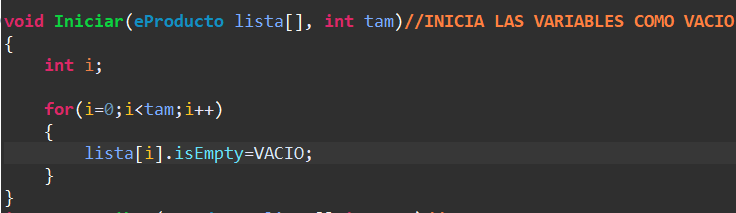 void Iniciar(eProducto lista[], int tam)//INICIA LAS VARIABLES COMO VACIO
{
    int i;

    for(i=0;i<tam;i++)
    {
        lista[i].isEmpty=VACIO;
    }
}